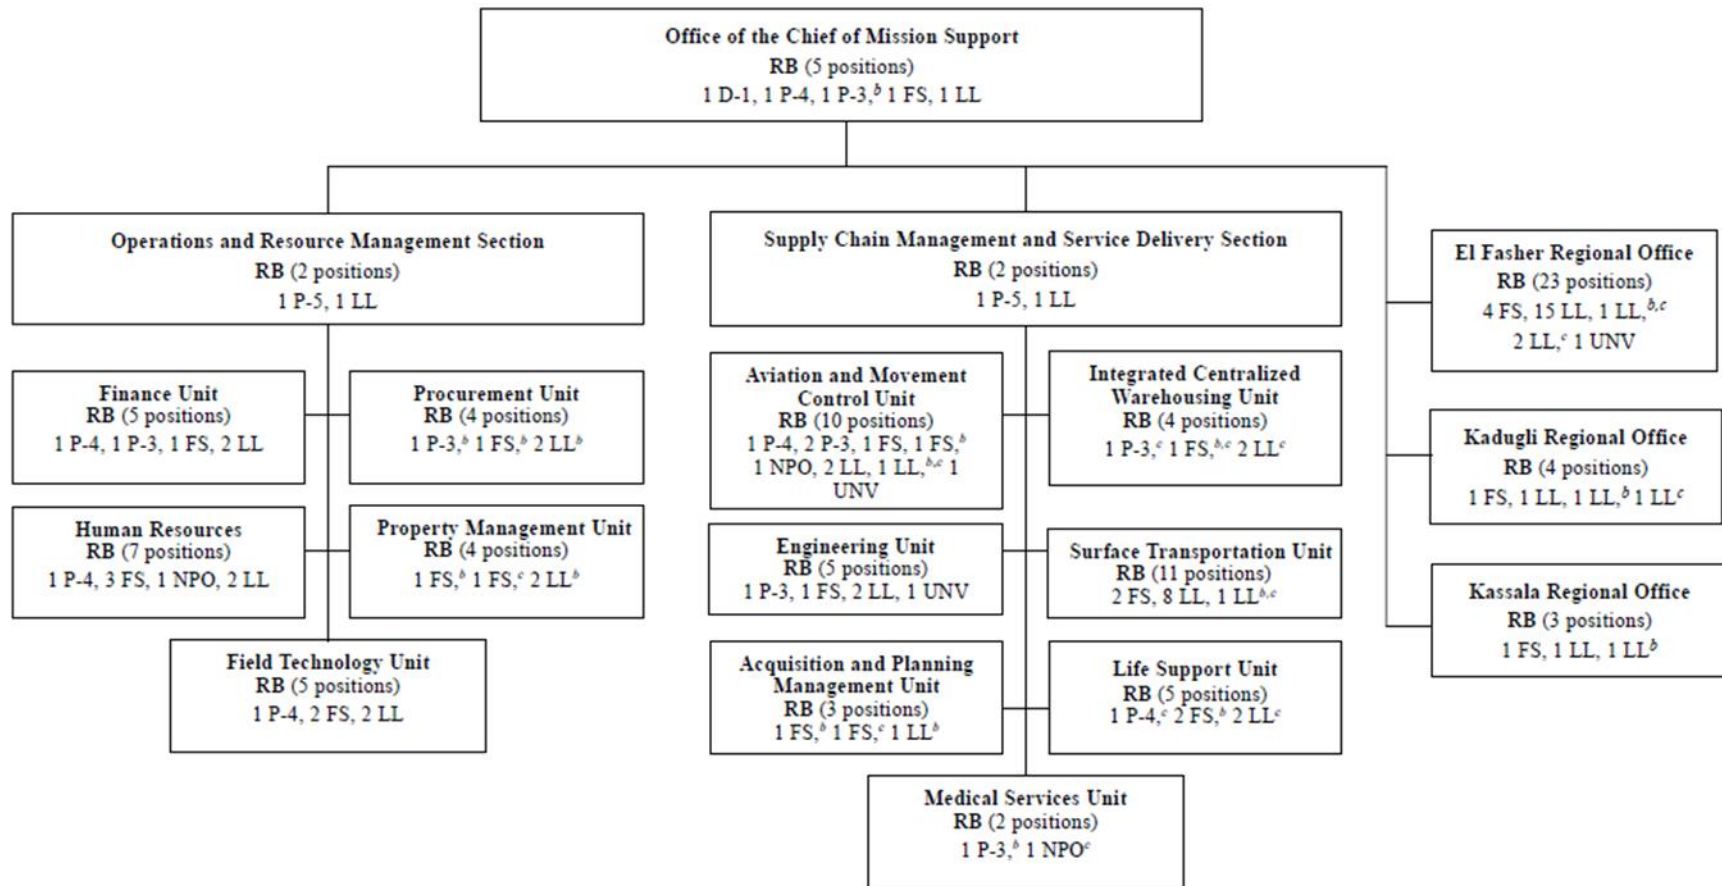 Office of the Chief of Mission Support
RB (5 positions)
1 D-1, 1 P-4, 1 P-3,ᵇ 1 FS, 1 LL
Operations and Resource Management Section
RB (2 positions)
1 P-5, 1 LL
Finance Unit
RB (5 positions)
1 P-4, 1 P-3, 1 FS, 2 LL
Procurement Unit
RB (4 positions)
1 P-3,ᵇ 1 FS,ᵇ 2 LLᵇ
Human Resources
RB (7 positions)
1 P-4, 3 FS, 1 NPO, 2 LL
Property Management Unit
RB (4 positions)
1 FS,ᵇ 1 FS,ᶜ 2 LLᵇ
Field Technology Unit
RB (5 positions)
1 P-4, 2 FS, 2 LL
Supply Chain Management and Service Delivery Section
RB (2 positions)
1 P-5, 1 LL
Aviation and Movement
Control Unit
RB (10 positions)
1 P-4, 2 P-3, 1 FS, 1 FS,ᵇ
1 NPO, 2 LL, 1 LL,ᵇ,ᶜ 1
UNV
Integrated Centralized
Warehousing Unit
RB (4 positions)
1 P-3,ᶜ 1 FS,ᵇ,ᶜ 2 LLᶜ
Engineering Unit
RB (5 positions)
1 P-3, 1 FS, 2 LL, 1 UNV
Surface Transportation Unit
RB (11 positions)
2 FS, 8 LL, 1 LLᵇ,ᶜ
Acquisition and Planning
Management Unit
RB (3 positions)
1 FS,ᵇ 1 FS,ᶜ 1 LLᵇ
Life Support Unit
RB (5 positions)
1 P-4,ᶜ 2 FS,ᵇ 2 LLᶜ
Medical Services Unit
RB (2 positions)
1 P-3,ᵇ 1 NPOᶜ
El Fasher Regional Office
RB (23 positions)
4 FS, 15 LL, 1 LL,ᵇ,ᶜ
2 LL,ᶜ 1 UNV
Kadugli Regional Office
RB (4 positions)
1 FS, 1 LL, 1 LL,ᵇ 1 LLᶜ
Kassala Regional Office
RB (3 positions)
1 FS, 1 LL, 1 LLᵇ